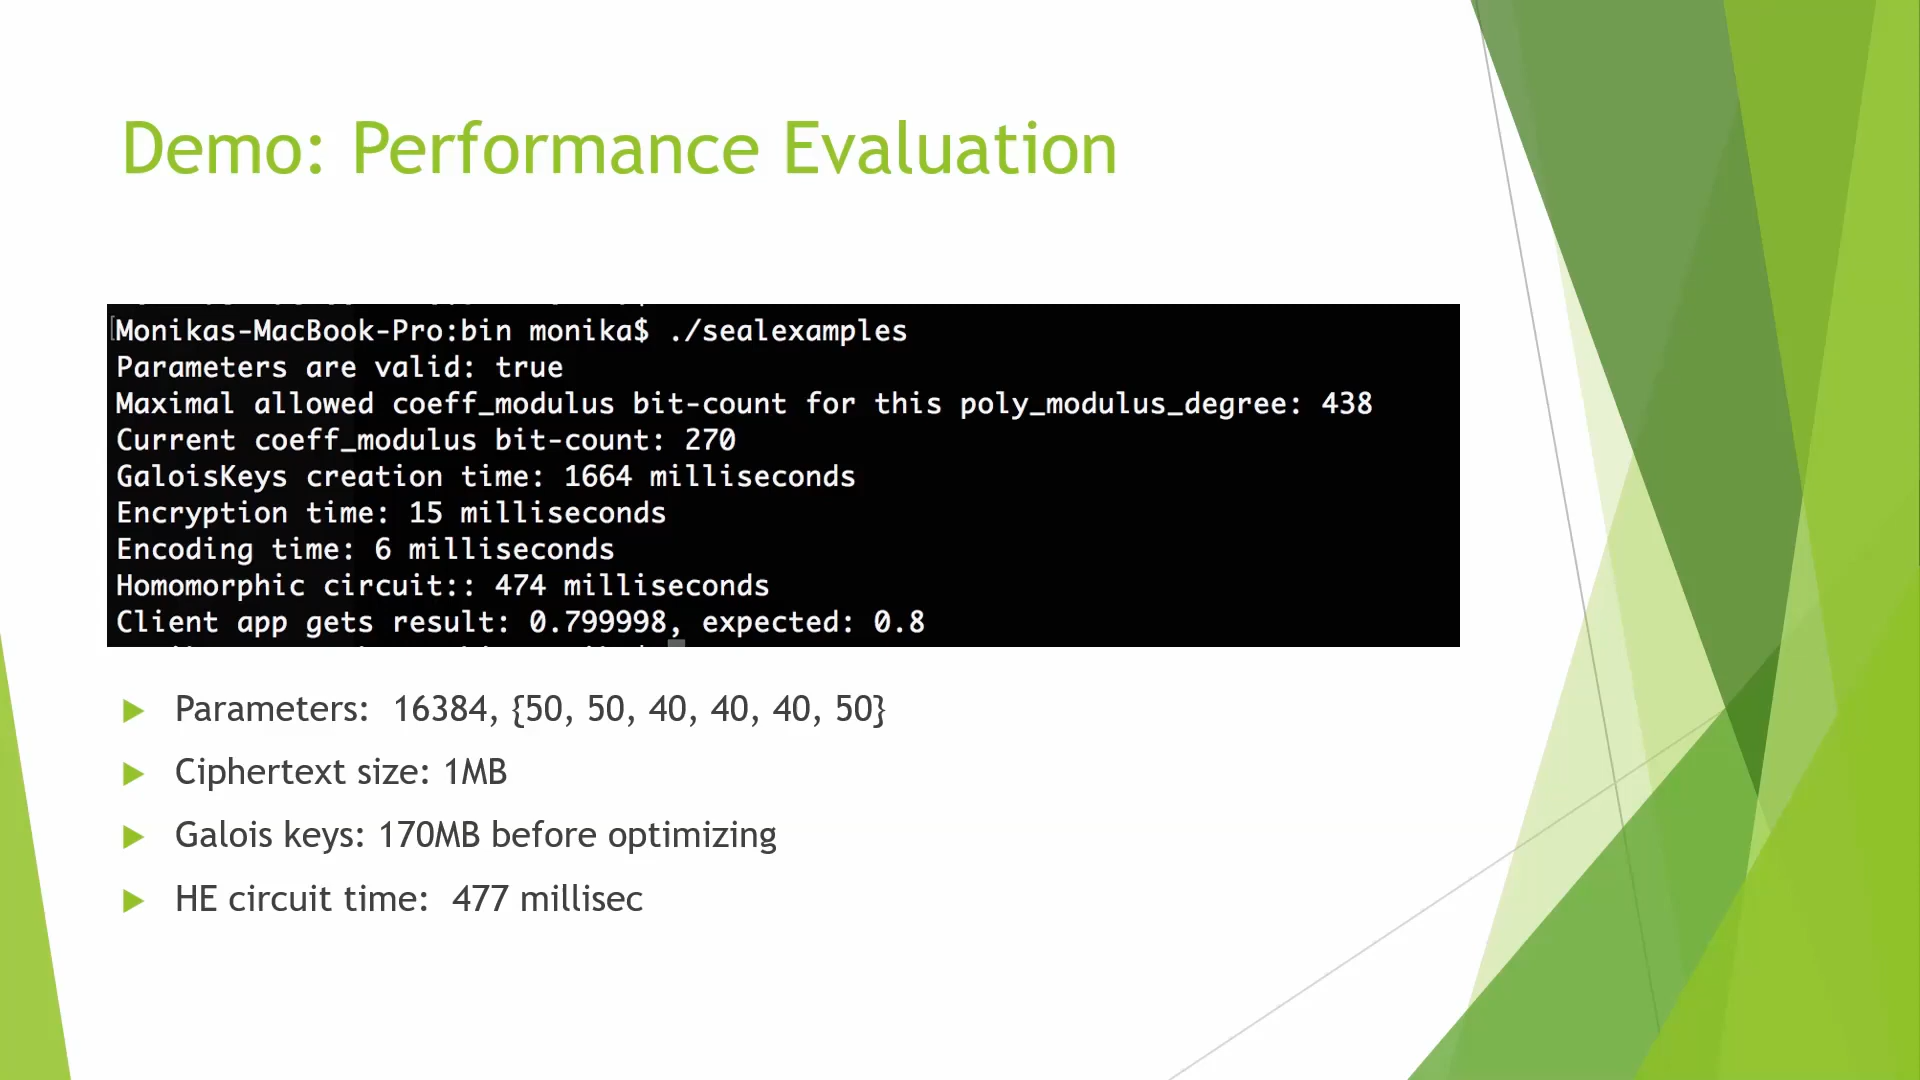 Demo: Performance Evaluation
Monikas-MacBook-Pro:bin monika$ ./sealexamples
Parameters are valid: true
Maximal allowed coeff_modulus bit-count for this poly_modulus_degree: 438
Current coeff_modulus bit-count: 270
GaloisKeys creation time: 1664 milliseconds
Encryption time: 15 milliseconds
Encoding time: 6 milliseconds
Homomorphic circuit:: 474 milliseconds
Client app gets result: 0.799998, expected: 0.8
Parameters: 16384, {50, 50, 40, 40, 40, 50}
Ciphertext size: 1MB
Galois keys: 170MB before optimizing
HE circuit time: 477 millisec